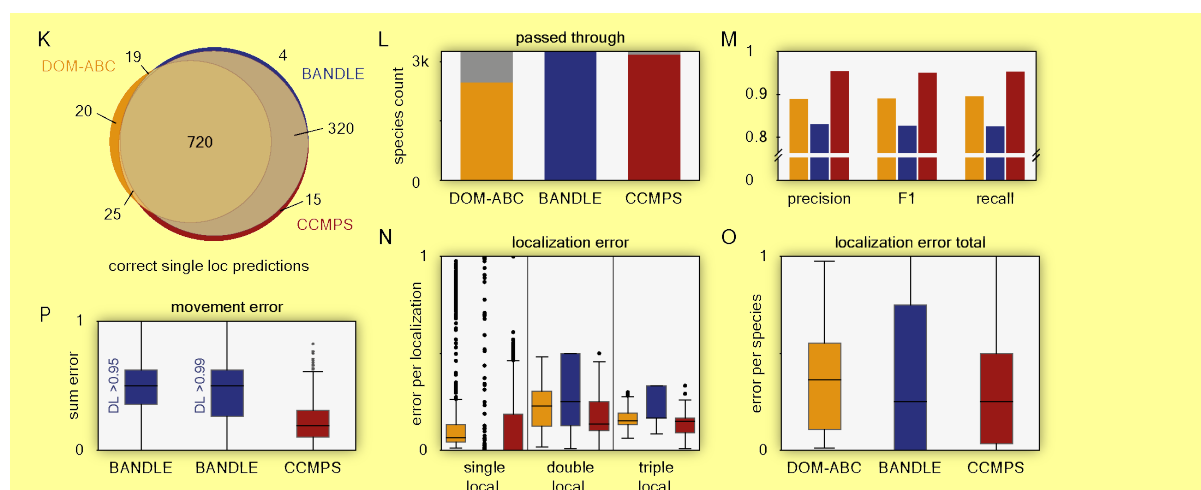 K
19
4
DOM-ABC
BANDLE
20
320
720
25
15
CCMPS
correct single loc predictions
L
passed through
3k
species count
0
DOM-ABC BANDLE CCMPS
M
1
0.9
0.8
0
precision F1 recall
P
movement error
1
sum error
DL >0.95
DL >0.99
0
BANDLE BANDLE CCMPS
N
localization error
1
error per localization
0
single double triple
local local local
O
localization error total
1
error per species
0
DOM-ABC BANDLE CCMPS